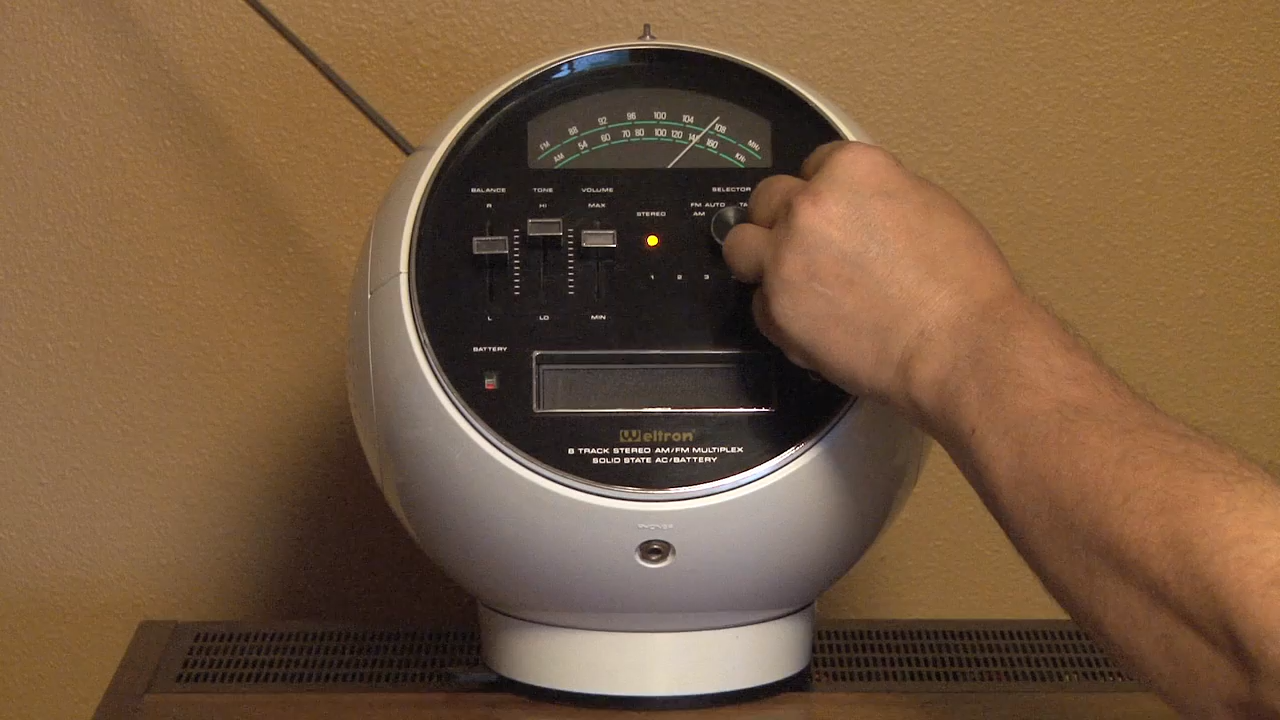 FM 88 92 96 100 104 108 MHz
AM 54 60 70 80 100 120 140 160 KHz
BALANCE TONE VOLUME SELECTOR
R HI MAX FM AUTO TA
AM
STEREO
1 2 3
L LO MIN
BATTERY
Weltron
8 TRACK STEREO AM/FM MULTIPLEX
SOLID STATE AC/BATTERY
PHONES